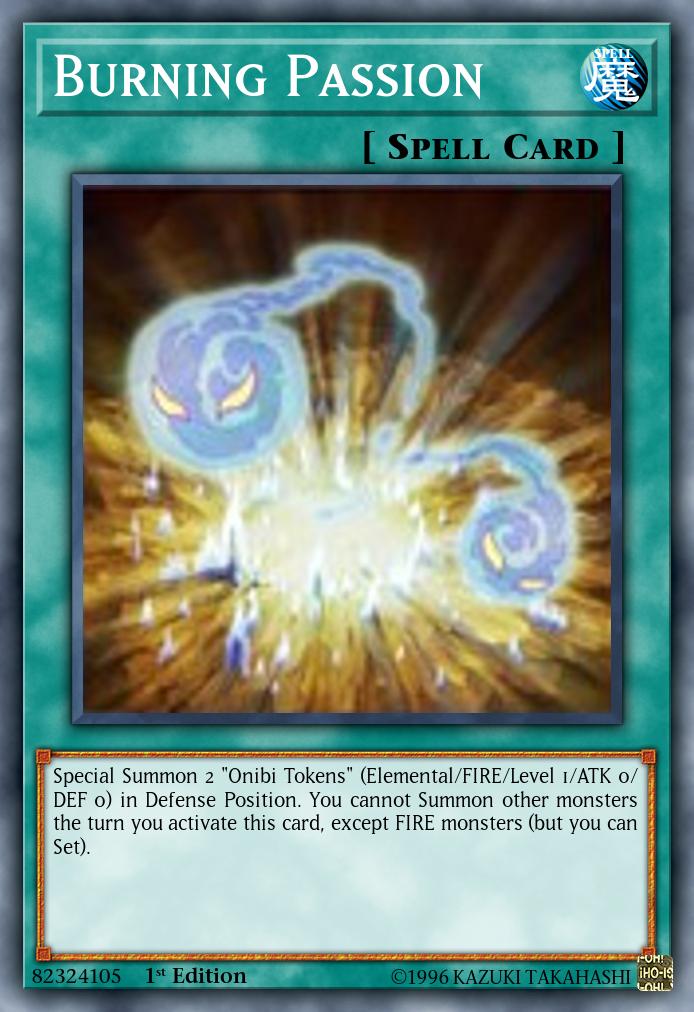 BURNING PASSION
SPELL
魔
[ SPELL CARD ]
Special Summon 2 "Onibi Tokens" (Elemental/FIRE/Level 1/ATK 0/
DEF 0) in Defense Position. You cannot Summon other monsters
the turn you activate this card, except FIRE monsters (but you can
Set).
82324105 1st Edition ©1996 KAZUKI TAKAHASHI